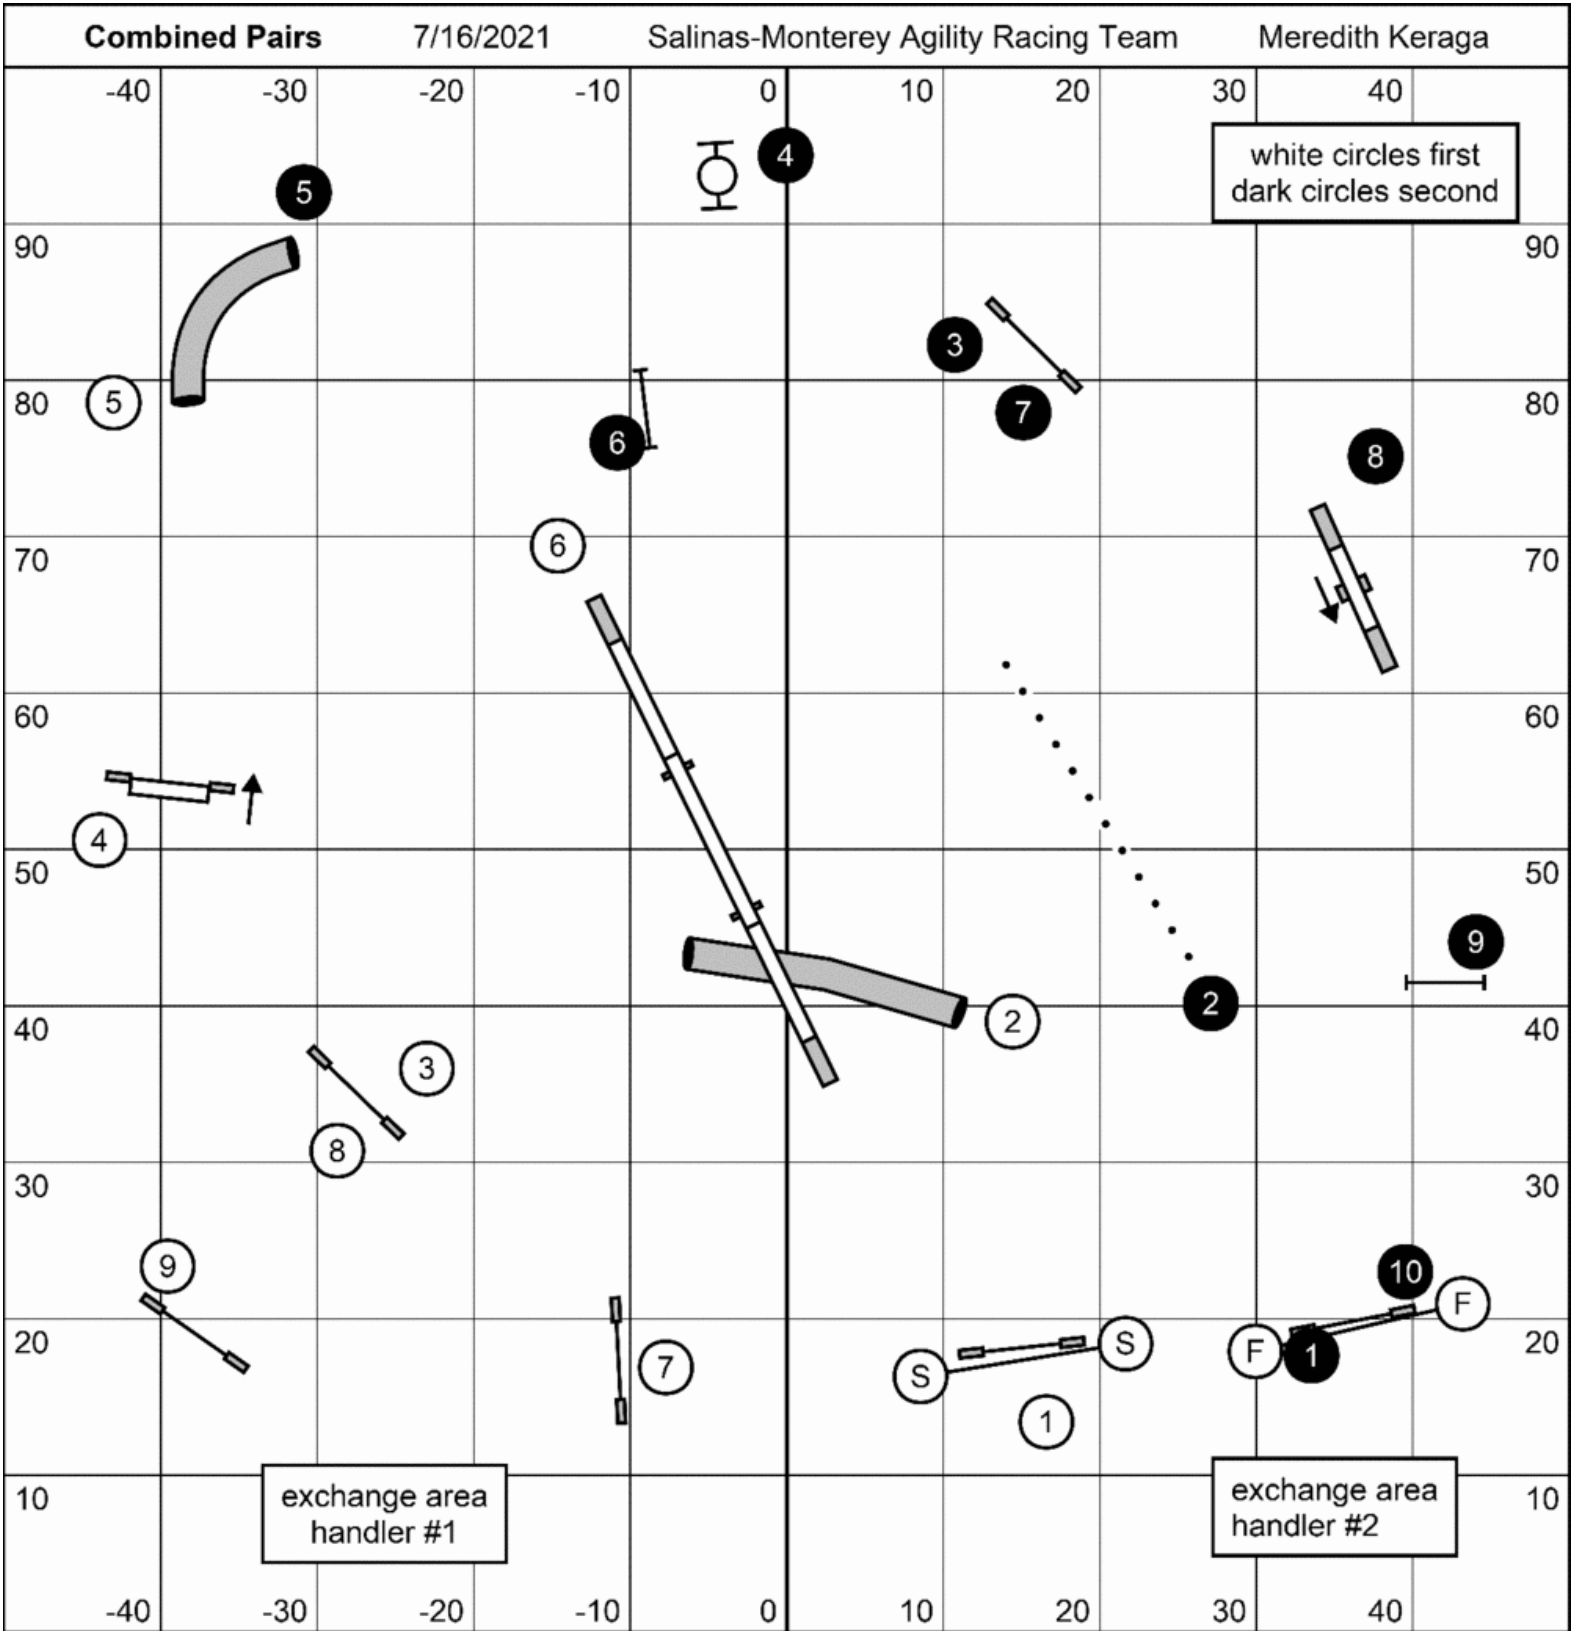 Combined Pairs 7/16/2021 Salinas-Monterey Agility Racing Team Meredith Keraga
-40 -30 -20 -10 0 10 20 30 40
4
white circles first
dark circles second
5
90 90
3
5
80 80
7
6
8
6
70 70
60 60
4
50 50
9
2
2
40 40
3
8
30 30
9
10
F
S
20 20
F 1
7
S
1
exchange area
handler #1
exchange area
handler #2
10 10
-40 -30 -20 -10 0 10 20 30 40